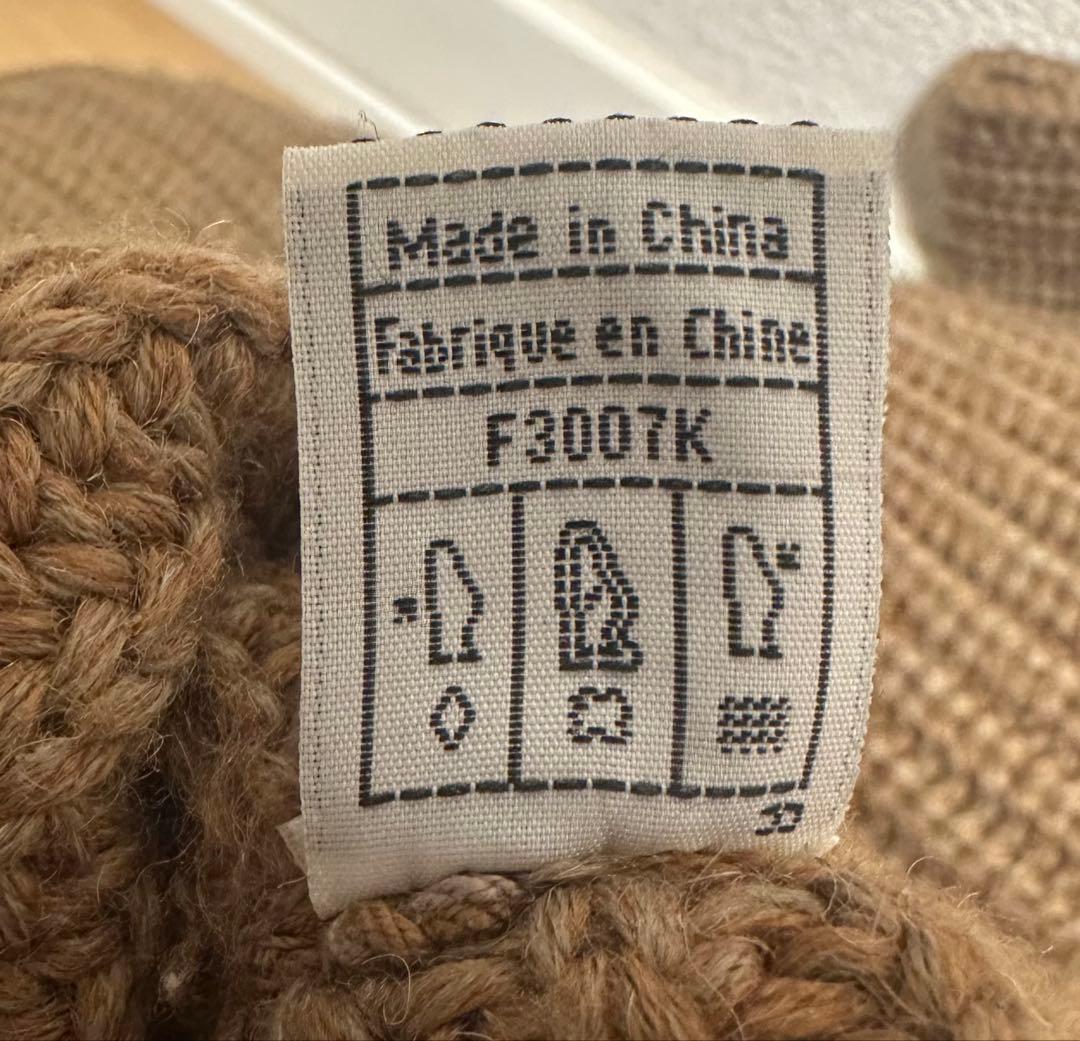 Made in China
Fabrique en Chine
F3007K